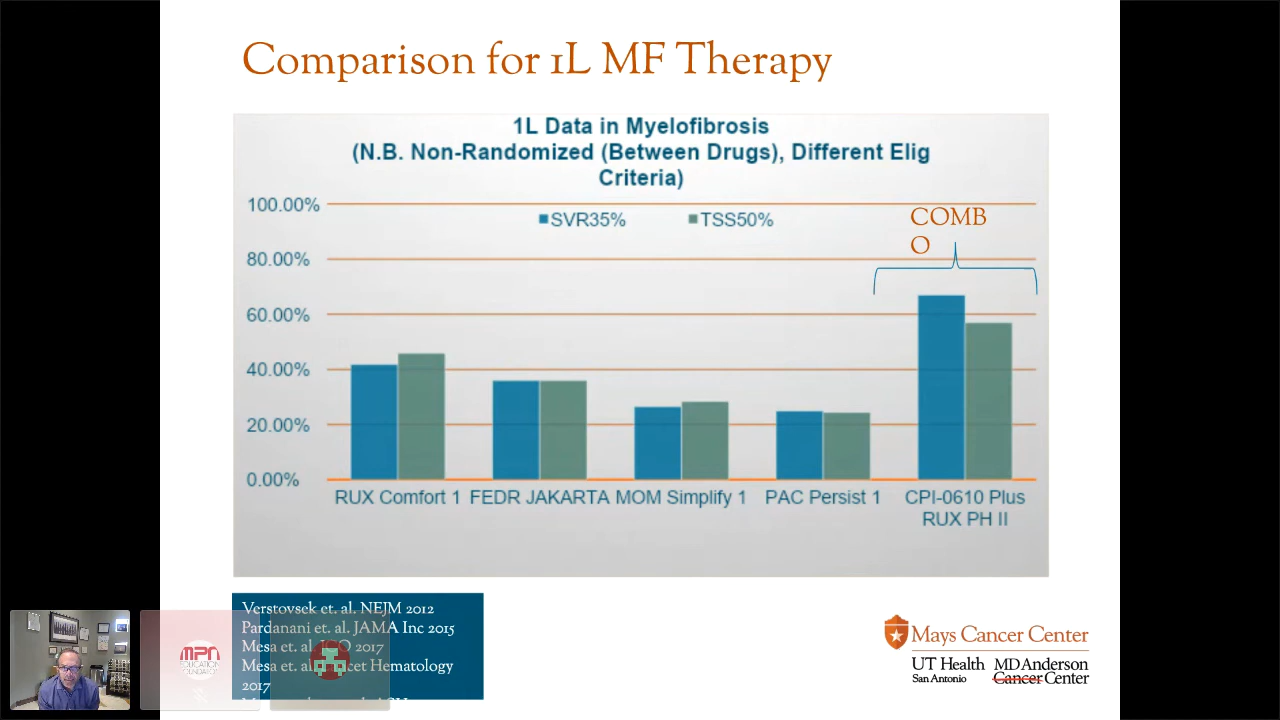 Comparison for 1L MF Therapy
1L Data in Myelofibrosis
(N.B. Non-Randomized (Between Drugs), Different Elig
Criteria)
100.00%
SVR35%
TSS50%
COMB
O
80.00%
60.00%
40.00%
20.00%
0.00%
RUX Comfort 1
FEDR JAKARTA
MOM Simplify 1
PAC Persist 1
CPI-0610 Plus
RUX PH II
Verstovsek et. al. NEJM 2012
Pardanani et. al. JAMA Inc 2015
Mesa et. al. JCO 2017
Mesa et. al. Lancet Hematology
2017
MPN
EDUCATION
FOUNDATION
Mays Cancer Center
UT Health
San Antonio
MD Anderson
Cancer Center